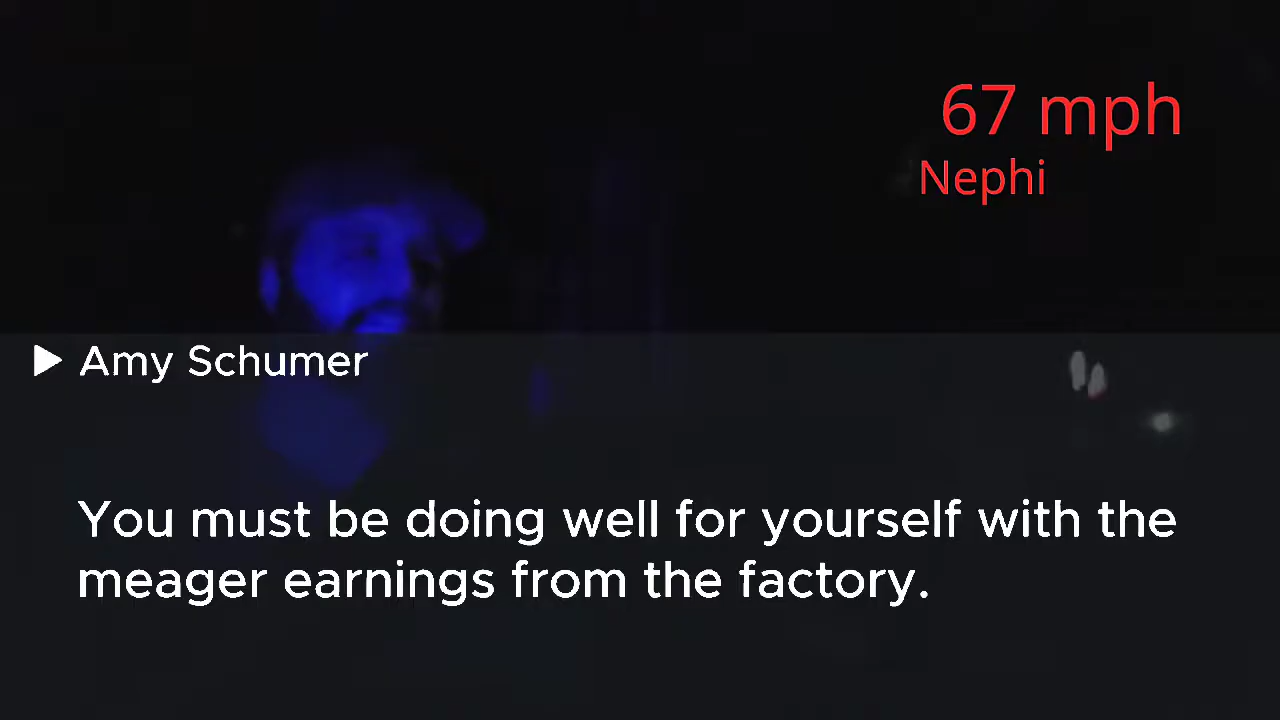 67 mph
Nephi
Amy Schumer
You must be doing well for yourself with the
meager earnings from the factory.